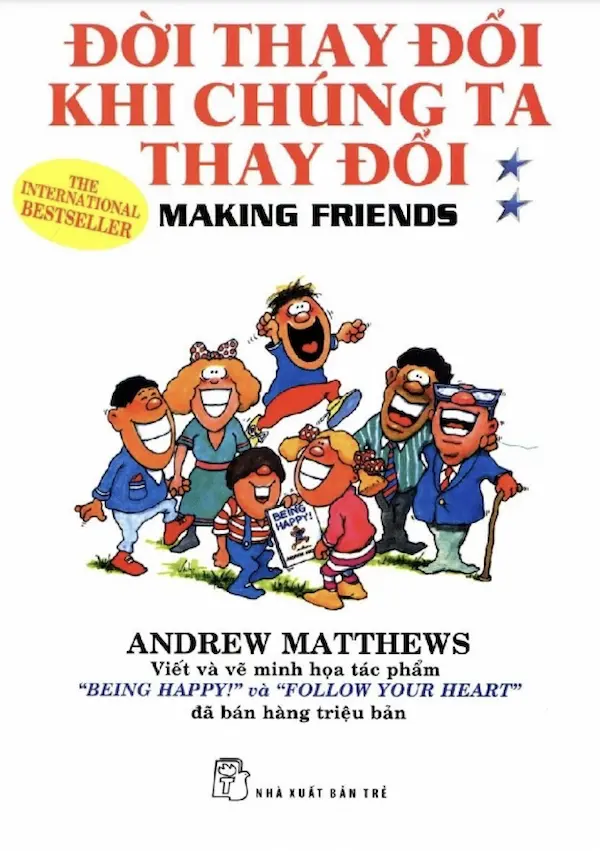 ĐỜI THAY ĐỔI
KHI CHÚNG TA
THAY ĐỔI
THE
INTERNATIONAL
BESTSELLER
MAKING FRIENDS
BEING
HAPPY!
ANDREW MATTHEWS
Viết và vẽ minh họa tác phẩm
“BEING HAPPY!” và “FOLLOW YOUR HEART”
đã bán hàng triệu bản
NHÀ XUẤT BẢN TRẺ